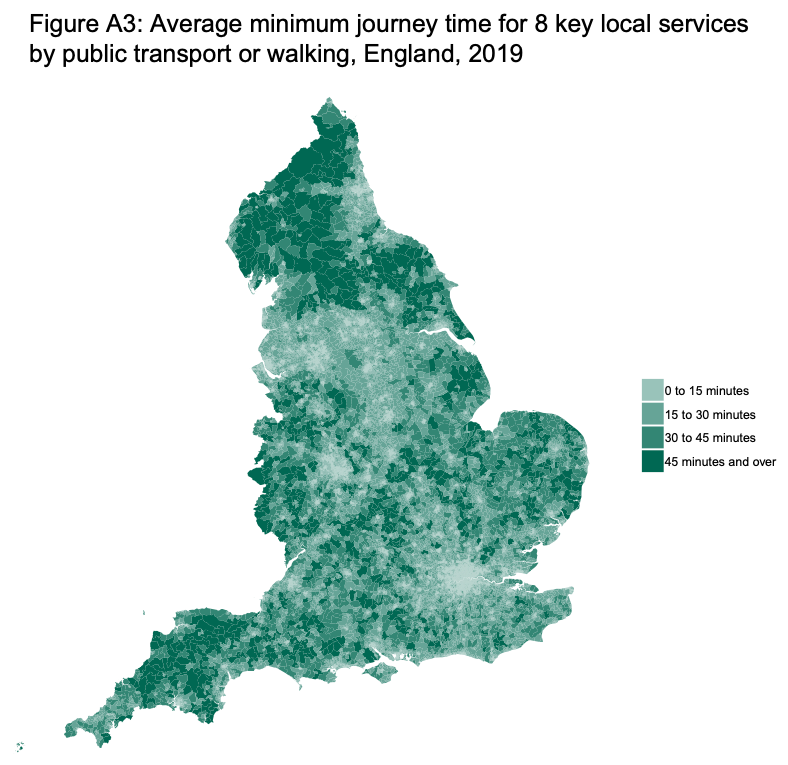 Figure A3: Average minimum journey time for 8 key local services
by public transport or walking, England, 2019
0 to 15 minutes
15 to 30 minutes
30 to 45 minutes
45 minutes and over